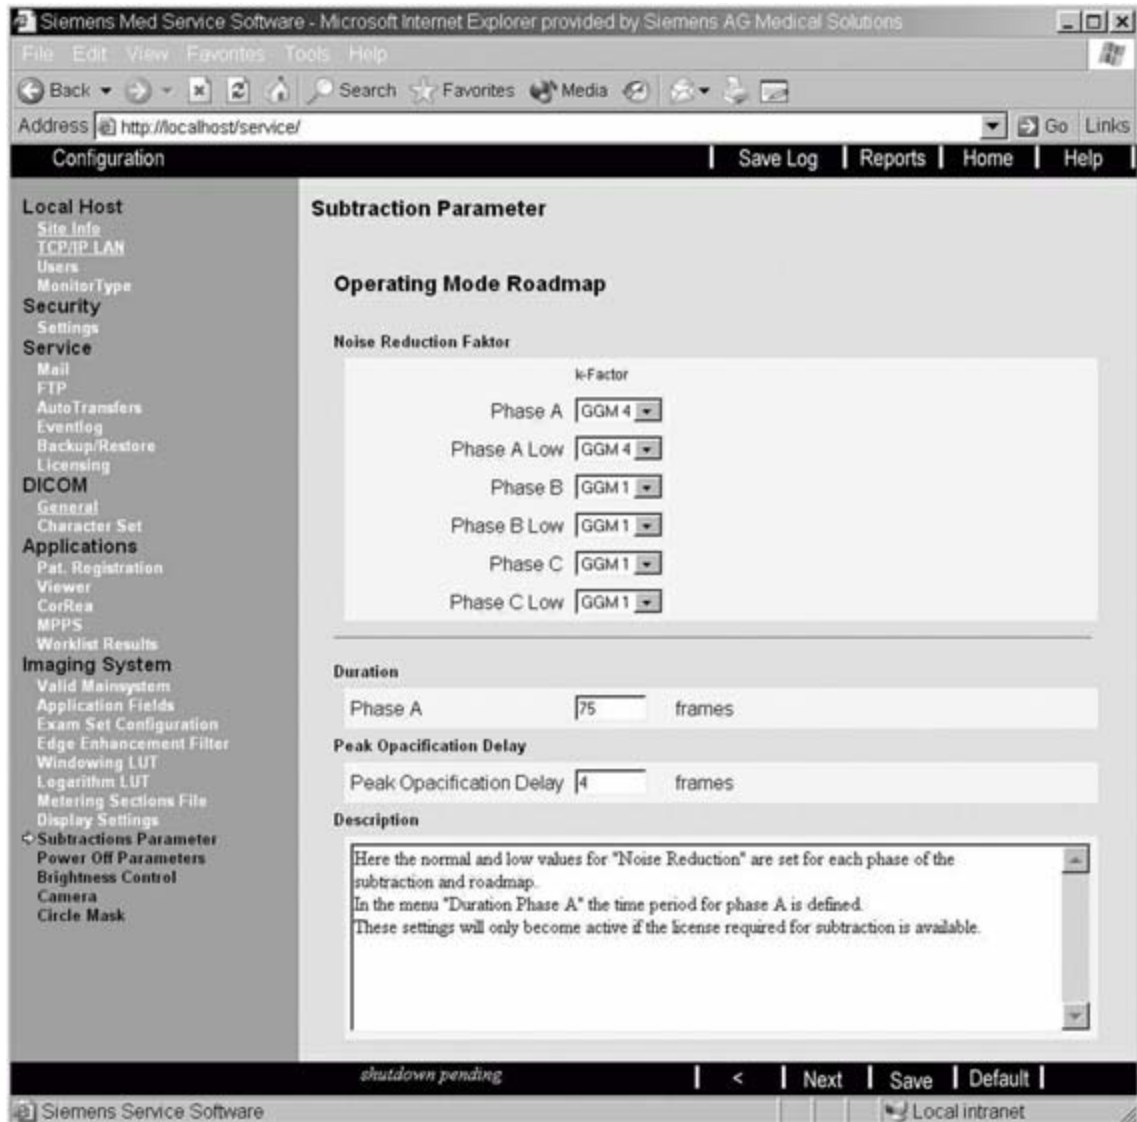 Siemens Med Service Software - Microsoft Internet Explorer provided by Siemens AG Medical Solutions
File Edit View Favorites Tools Help
Back Search Favorites Media
Address http://localhost/service/ Go Links
Configuration Save Log Reports Home Help
Local Host
Site Info
TCP/IP LAN
Users
MonitorType
Security
Settings
Service
Mail
FTP
AutoTransfers
Eventlog
Backup/Restore
Licensing
DICOM
General
Character Set
Applications
Pat. Registration
Viewer
CorRea
MPPS
Worklist Results
Imaging System
Valid Mainsystem
Application Fields
Exam Set Configuration
Edge Enhancement Filter
Windowing LUT
Logarithm LUT
Metering Sections File
Display Settings
Subtractions Parameter
Power Off Parameters
Brightness Control
Camera
Circle Mask
Subtraction Parameter
Operating Mode Roadmap
Noise Reduction Faktor
k-Factor
Phase A GGM 4
Phase A Low GGM 4
Phase B GGM 1
Phase B Low GGM 1
Phase C GGM 1
Phase C Low GGM 1
Duration
Phase A 75 frames
Peak Opacification Delay
Peak Opacification Delay 4 frames
Description
Here the normal and low values for "Noise Reduction" are set for each phase of the
subtraction and roadmap.
In the menu "Duration Phase A" the time period for phase A is defined.
These settings will only become active if the license required for subtraction is available.
shutdown pending < Next Save Default
Siemens Service Software Local intranet